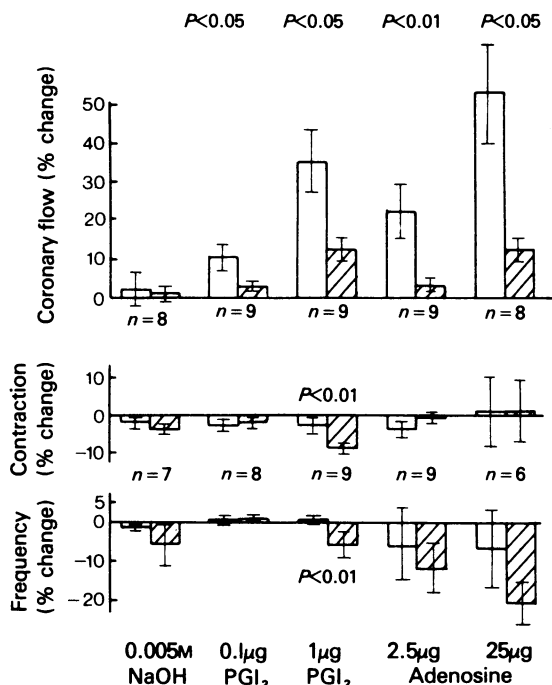 P<0.05 P<0.05 P<0.01 P<0.05
Coronary flow (% change)
50
40
30
20
10
0
n=8 n=9 n=9 n=9 n=8
Contraction
(% change)
10
0
-10
P<0.01
n=7 n=8 n=9 n=9 n=6
Frequency
(% change)
5
0
-10
-20
P<0.01
0.005M 0.1μg 1μg 2.5μg 25μg
NaOH PGI₂ PGI₂ Adenosine